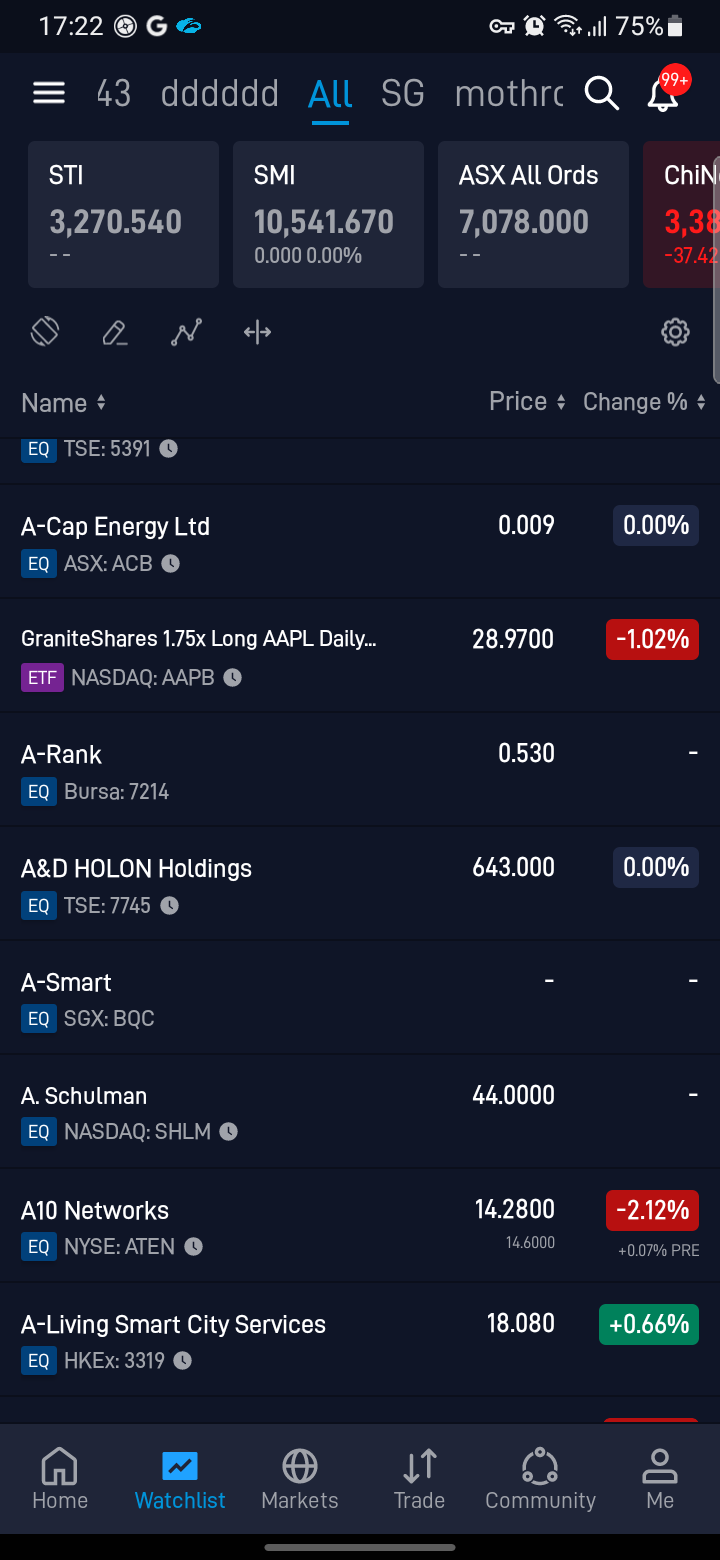 17:22 G 75%
43 dddddd All SG mothro 99+
STI SMI ASX All Ords ChiN
3,270.540 10,541.670 7,078.000 3,38
- - 0.000 0.00% - - -37.42
Name Price Change %
EQ TSE: 5391
A-Cap Energy Ltd 0.009 0.00%
EQ ASX: ACB
GraniteShares 1.75x Long AAPL Daily... 28.9700 -1.02%
ETF NASDAQ: AAPB
A-Rank 0.530 -
EQ Bursa: 7214
A&D HOLON Holdings 643.000 0.00%
EQ TSE: 7745
A-Smart - -
EQ SGX: BQC
A. Schulman 44.0000 -
EQ NASDAQ: SHLM
A10 Networks 14.2800 -2.12%
EQ NYSE: ATEN 14.6000 +0.07% PRE
A-Living Smart City Services 18.080 +0.66%
EQ HKEx: 3319
Home Watchlist Markets Trade Community Me